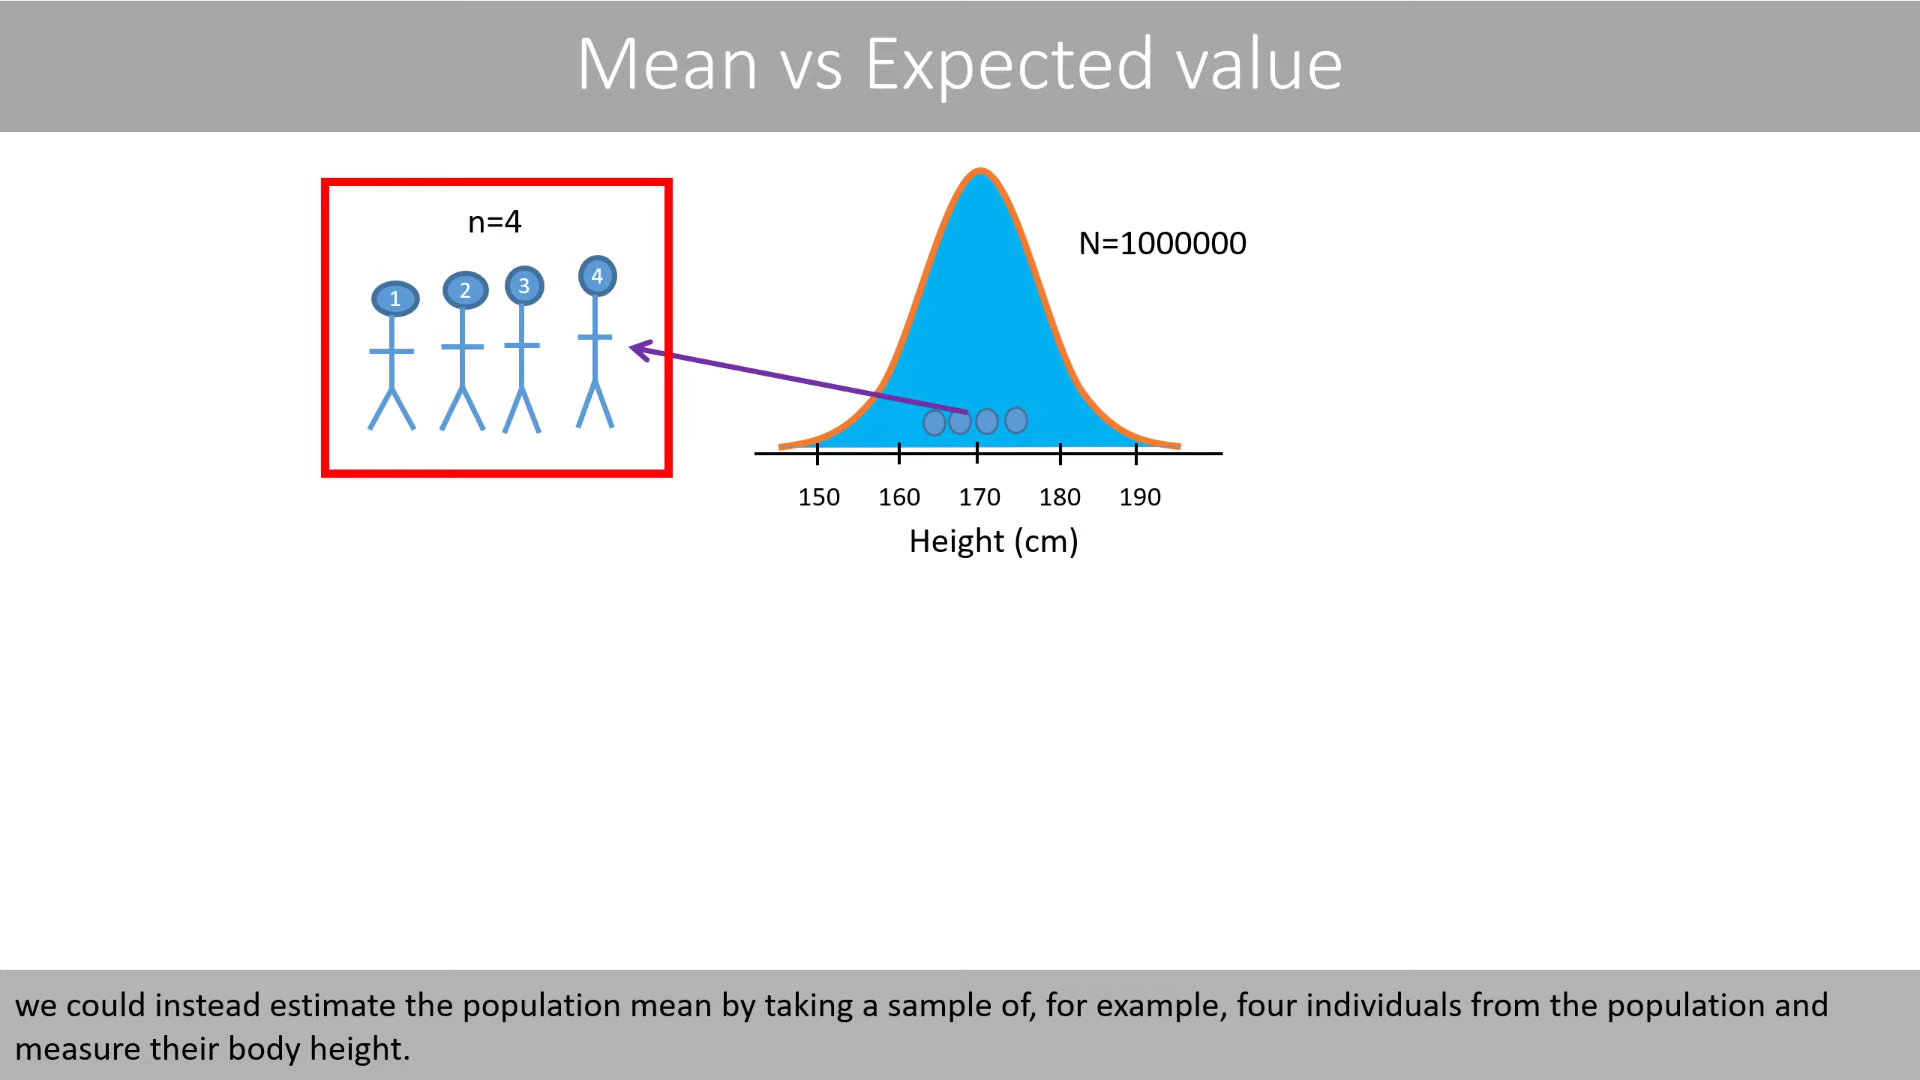 Mean vs Expected value
n=4
1
2
3
4
N=1000000
150 160 170 180 190
Height (cm)
we could instead estimate the population mean by taking a sample of, for example, four individuals from the population and
measure their body height.